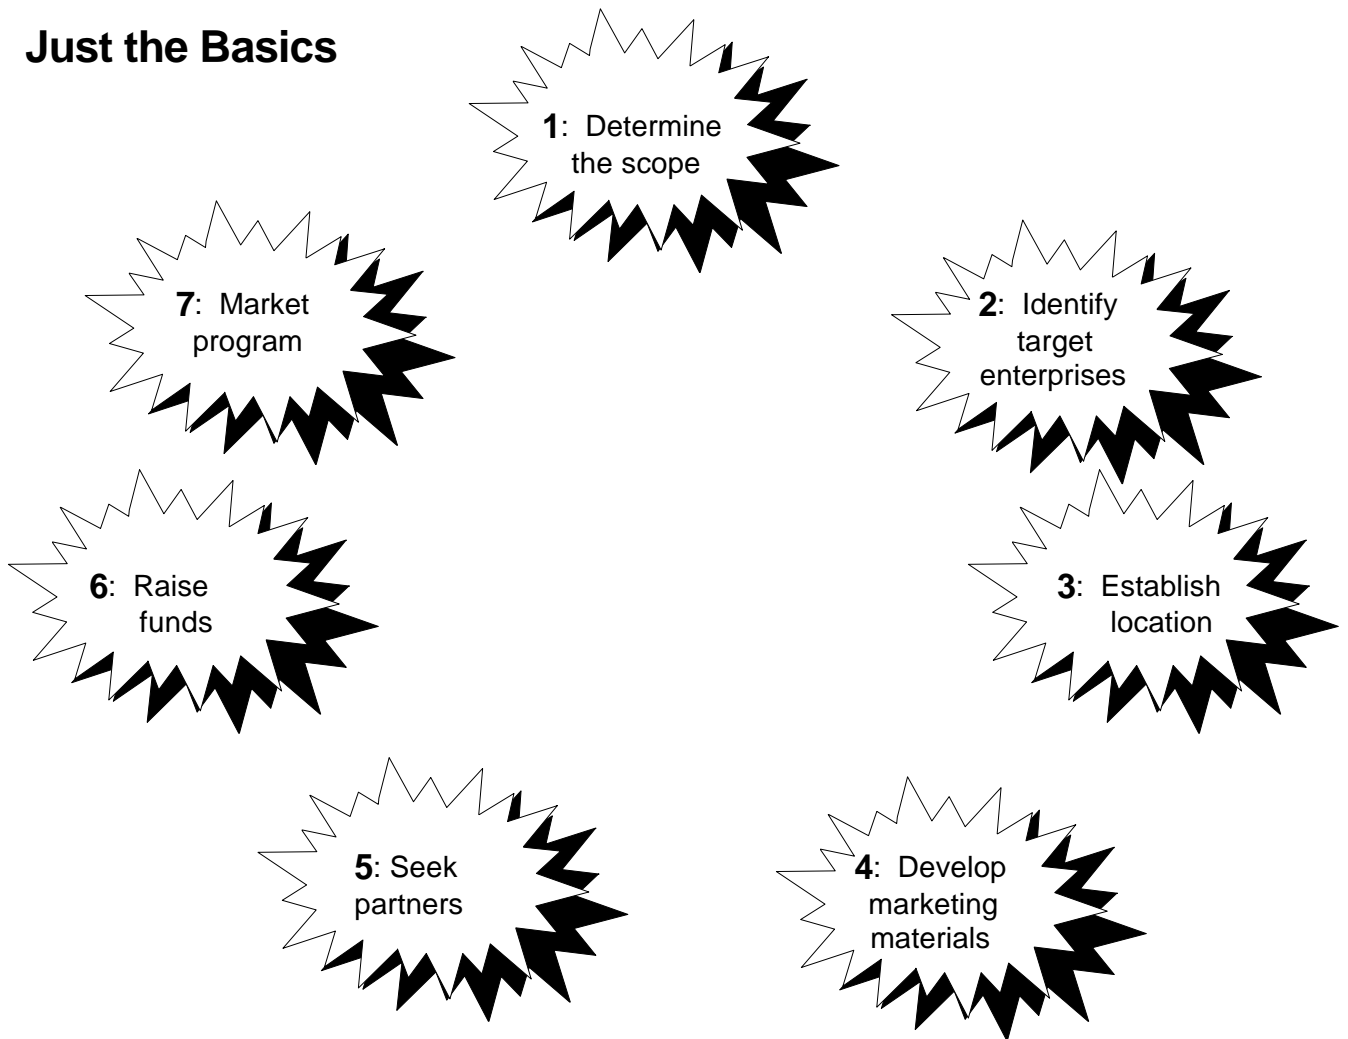 Just the Basics
1: Determine
the scope
2: Identify
target
enterprises
3: Establish
location
4: Develop
marketing
materials
5: Seek
partners
6: Raise
funds
7: Market
program